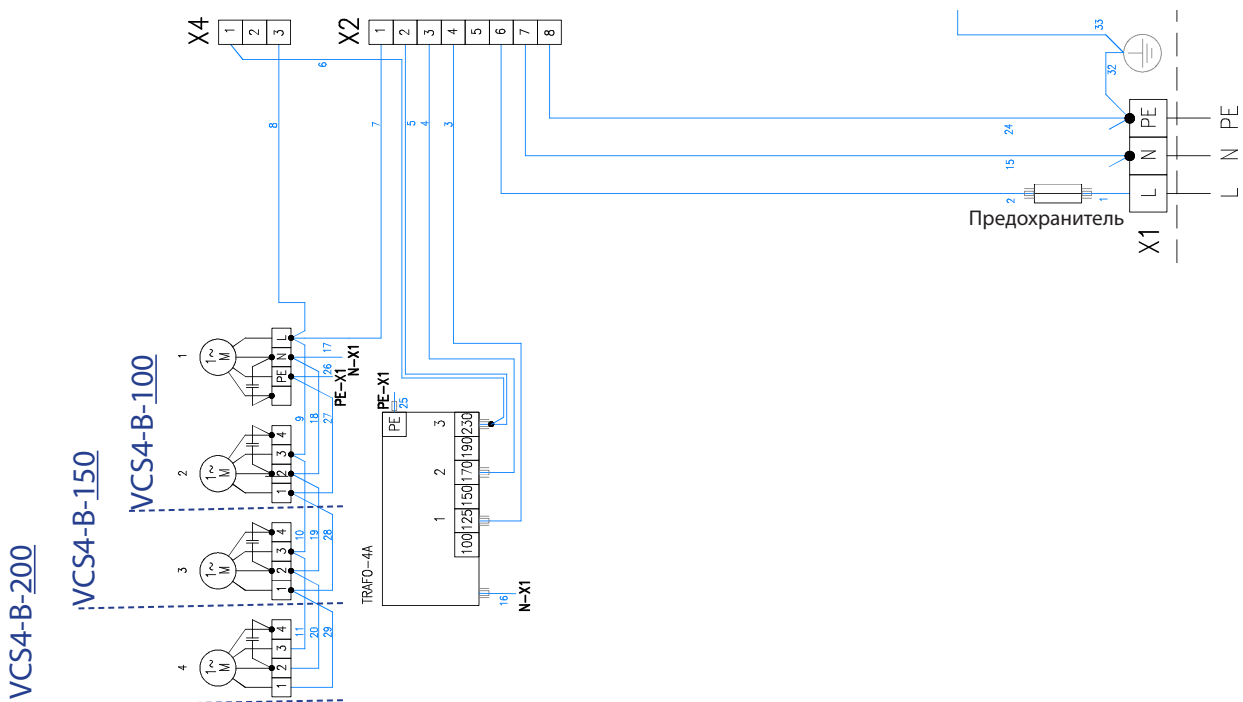 X4
1
2
3
X2
1
2
3
4
5
6
7
8
33
32
6
8
7
5
4
3
24
15
2
1
PE
N
L
PE
N
L
X1
Предохранитель
1
1~
M
L
N
PE
17
N-X1
26
PE-X1
27
9
18
VCS4-B-100
2
1~
M
4
3
2
1
VCS4-B-150
10
19
28
3
1~
M
4
3
2
1
VCS4-B-200
11
20
29
4
1~
M
4
3
2
1
PE-X1
25
PE
TRAFO-4A
3
2
1
230
190
170
150
125
100
16
N-X1